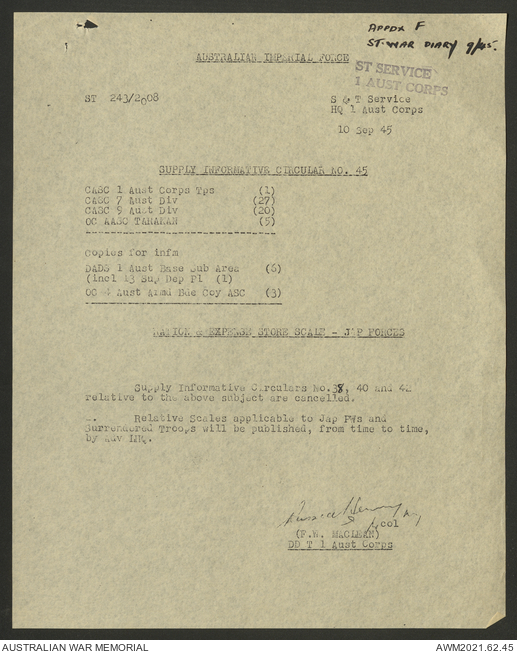 APPDX F
ST. WAR DIARY 9/45.
AUSTRALIAN IMPERIAL FORCE
ST SERVICE
1 AUST CORPS
ST 243/2008
S & T Service
HQ 1 Aust Corps
10 Sep 45
SUPPLY INFORMATIVE CIRCULAR NO. 45
CASC 1 Aust Corps Tps (1)
CASC 7 Aust Div (27)
CASC 9 Aust Div (20)
OC AASC TARAKAN (5)
Copies for infm
DADS 1 Aust Base Sub Area (6)
(incl 13 Sup Dep Pl (1)
OC 4 Aust Armd Bde Coy ASC (3)
RATION & EXPENSE STORE SCALE - JAP FORCES
Supply Informative Circulars No.38, 40 and 42
relative to the above subject are cancelled.
2. Relative Scales applicable to Jap PWs and
Surrendered Troops will be published, from time to time,
by Adv LHQ.
col
(F.W. MACLEAN)
DD T 1 Aust Corps
AUSTRALIAN WAR MEMORIAL
AWM2021.62.45